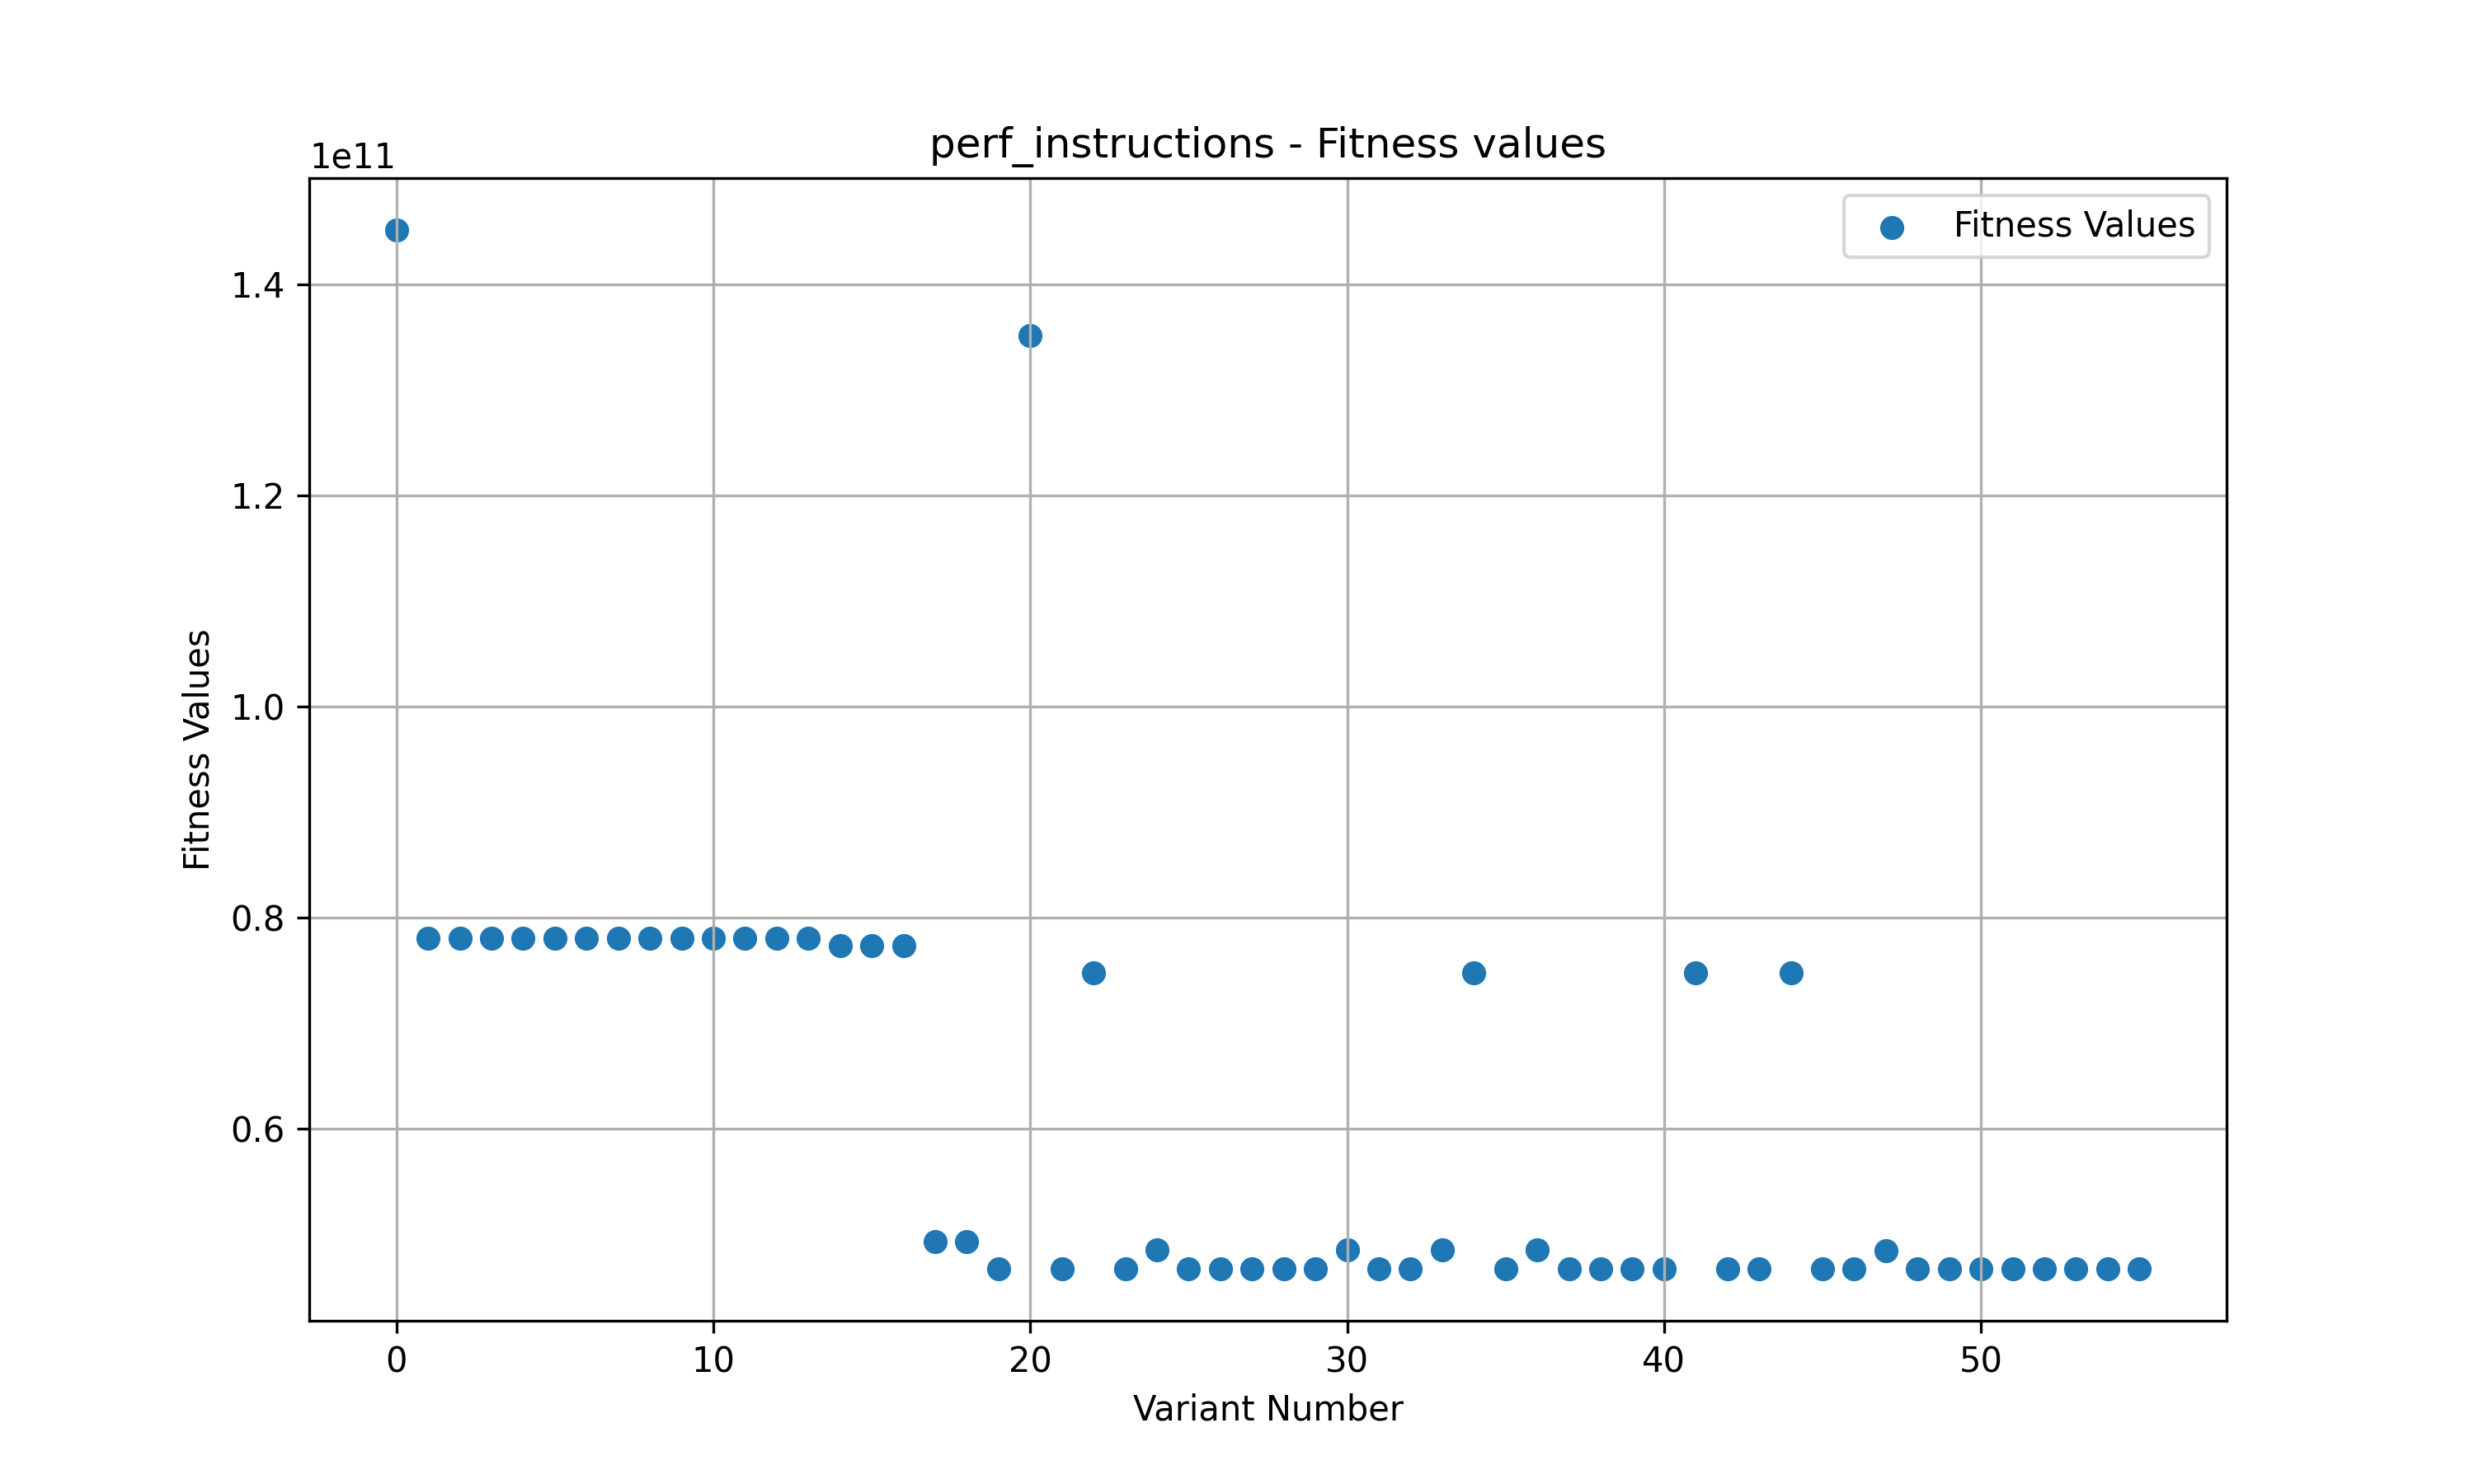 perf_instructions - Fitness values
1e11
Fitness Values
1.4
1.2
1.0
0.8
0.6
Fitness Values
0 10 20 30 40 50
Variant Number